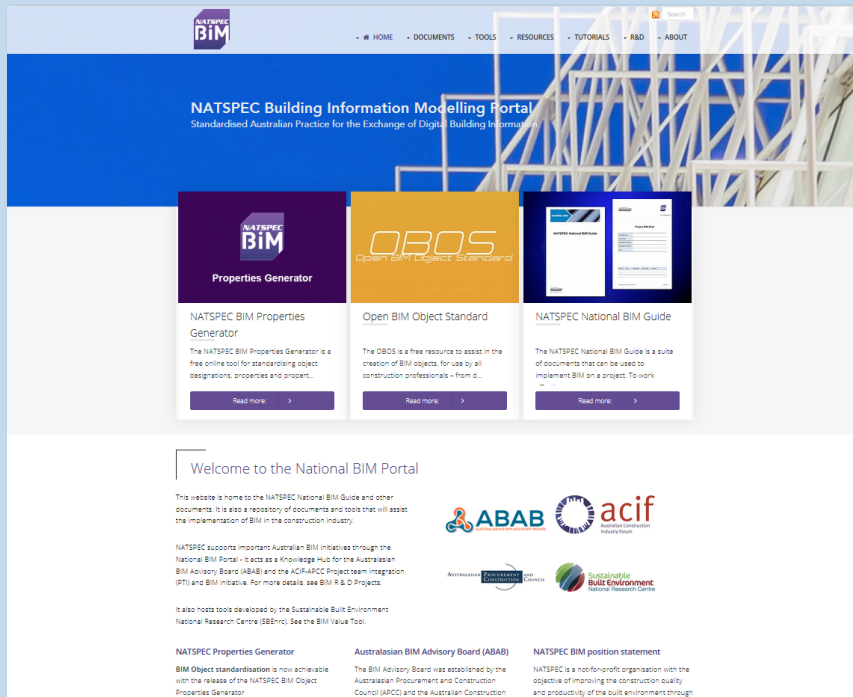 NATSPEC
BiM
Search
HOME
DOCUMENTS
TOOLS
RESOURCES
TUTORIALS
R&D
ABOUT
NATSPEC Building Information Modelling Portal
Standardised Australian Practice for the Exchange of Digital Building Information
NATSPEC
BiM
Properties Generator
OBOS
Open BIM Object Standard
NATSPEC National BIM Guide
Project BIM Brief
NATSPEC BIM Properties
Generator
The NATSPEC BIM Properties Generator is a
free online tool for standardising object
designations, properties and propert...
Read more:
Open BIM Object Standard
The OBOS is a free resource to assist in the
creation of BIM objects, for use by all
construction professionals – from d...
Read more:
NATSPEC National BIM Guide
The NATSPEC National BIM Guide is a suite
of documents that can be used to
implement BIM on a project. To work
Read more:
Welcome to the National BIM Portal
This website is home to the NATSPEC National BIM Guide and other
documents. It is also a repository of documents and tools that will assist
the implementation of BIM in the construction industry.
NATSPEC supports important Australian BIM initiatives through the
National BIM Portal - it acts as a Knowledge Hub for the Australasian
BIM Advisory Board (ABAB) and the ACIF-APCC Project team integration
(PTI) and BIM initiative. For more details, see BIM R & D Projects.
It also hosts tools developed by the Sustainable Built Environment
National Research Centre (SBEnrc). See the BIM Value Tool.
ABAB
AUSTRALASIAN BIM ADVISORY BOARD
acif
Australian Construction
Industry Forum
Australasian Procurement and
Construction Council
Sustainable
Built Environment
National Research Centre
NATSPEC Properties Generator
BIM Object standardisation is now achievable
with the release of the NATSPEC BIM Object
Properties Generator
Australasian BIM Advisory Board (ABAB)
The BIM Advisory Board was established by the
Australasian Procurement and Construction
Council (APCC) and the Australian Construction
NATSPEC BIM position statement
NATSPEC is a not-for-profit organisation with the
objective of improving the construction quality
and productivity of the built environment through